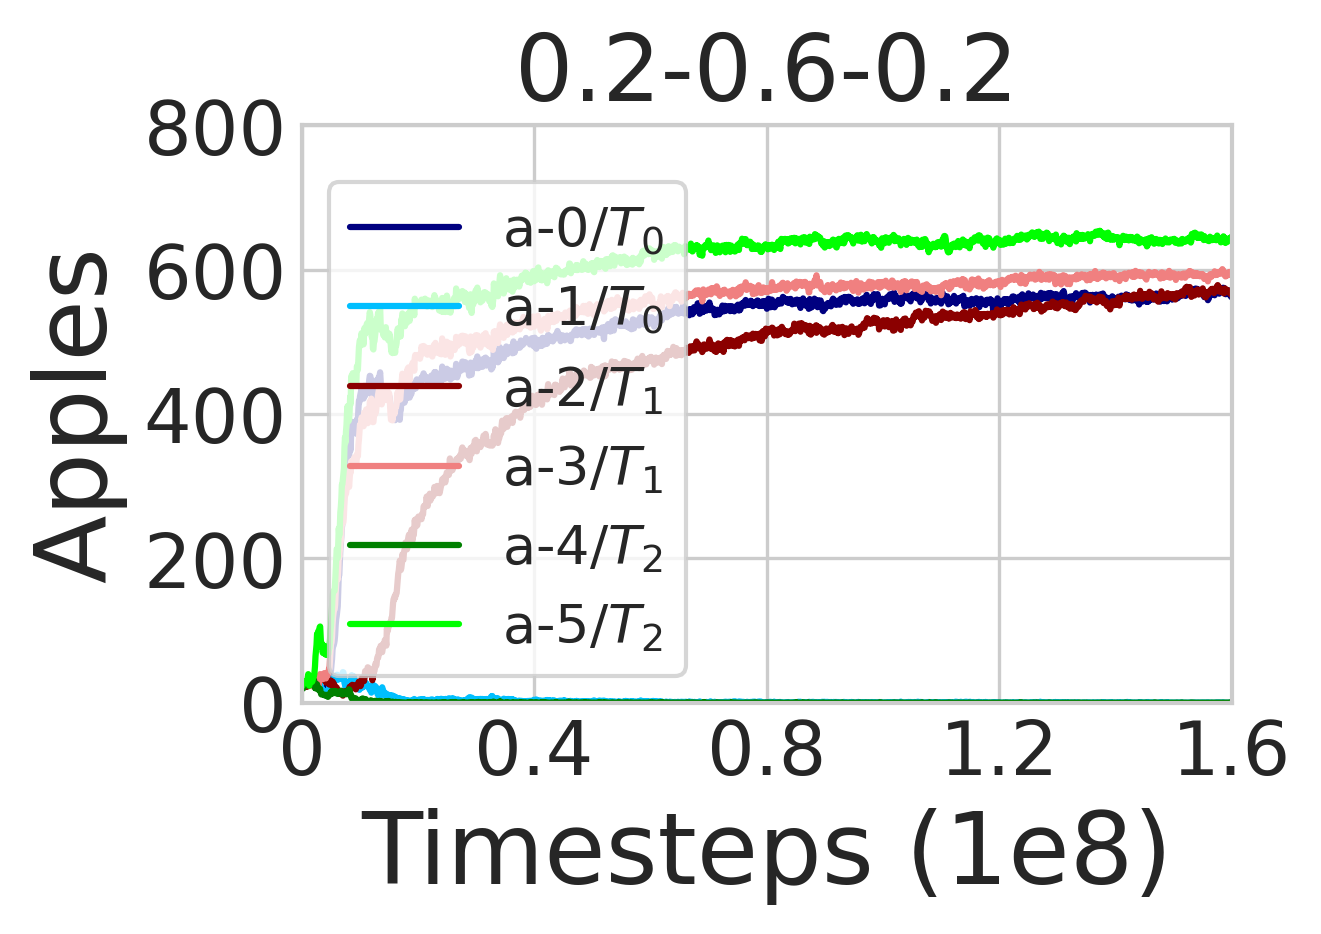 0.2-0.6-0.2
800
600
400
200
0
Apples
a-0/T₀
a-1/T₀
a-2/T₁
a-3/T₁
a-4/T₂
a-5/T₂
0 0.4 0.8 1.2 1.6
Timesteps (1e8)